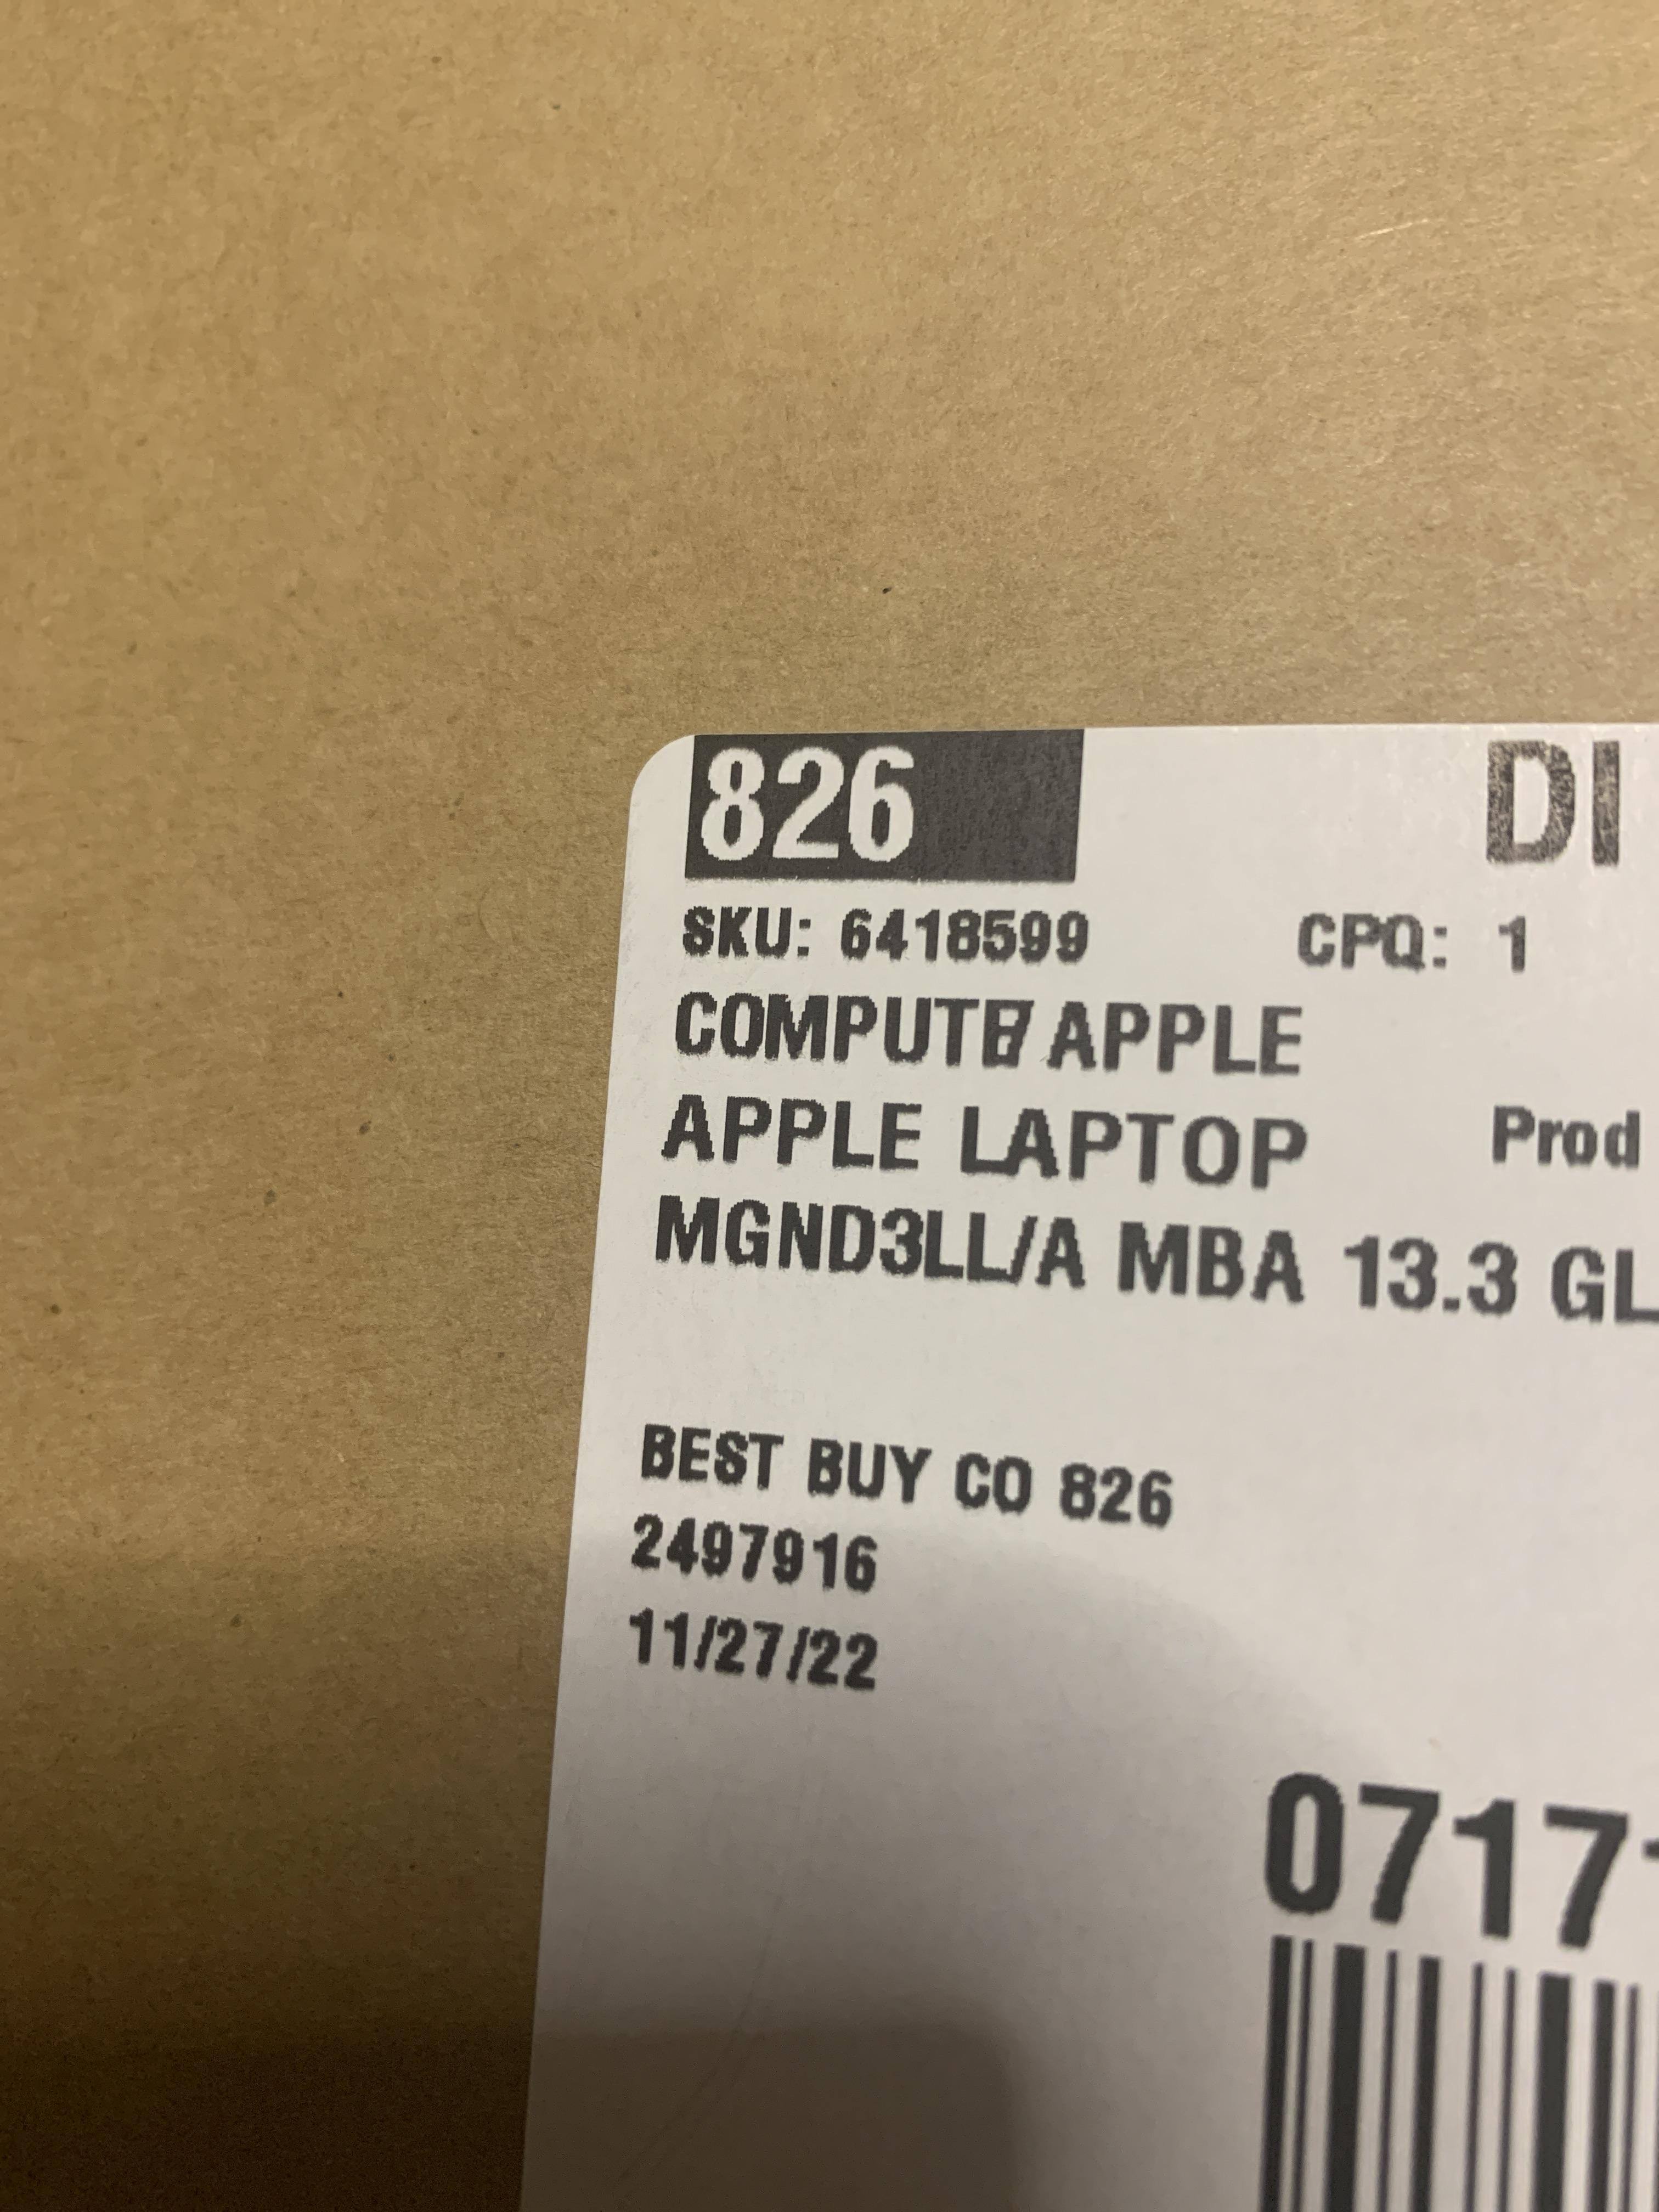 826 DI
SKU: 6418599 CPQ: 1
COMPUTE/APPLE
APPLE LAPTOP Prod
MGND3LL/A MBA 13.3 GL
BEST BUY CO 826
2497916
11/27/22
07171